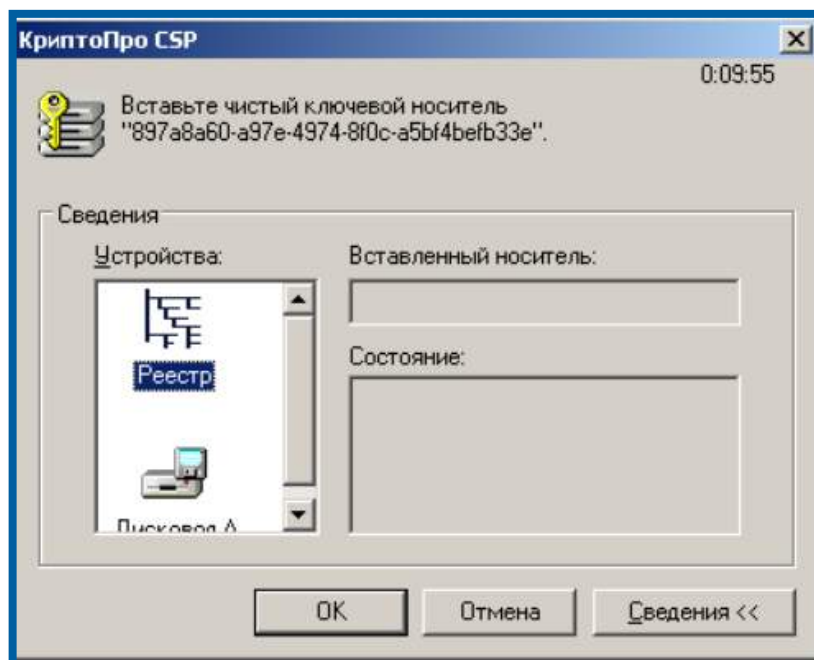 КриптоПро CSP
0:09:55
Вставьте чистый ключевой носитель
"897a8a60-a97e-4974-8f0c-a5bf4befb33e".
Сведения
Устройства:
Вставленный носитель:
Реестр
Состояние:
Дисковод A
OK
Отмена
Сведения <<